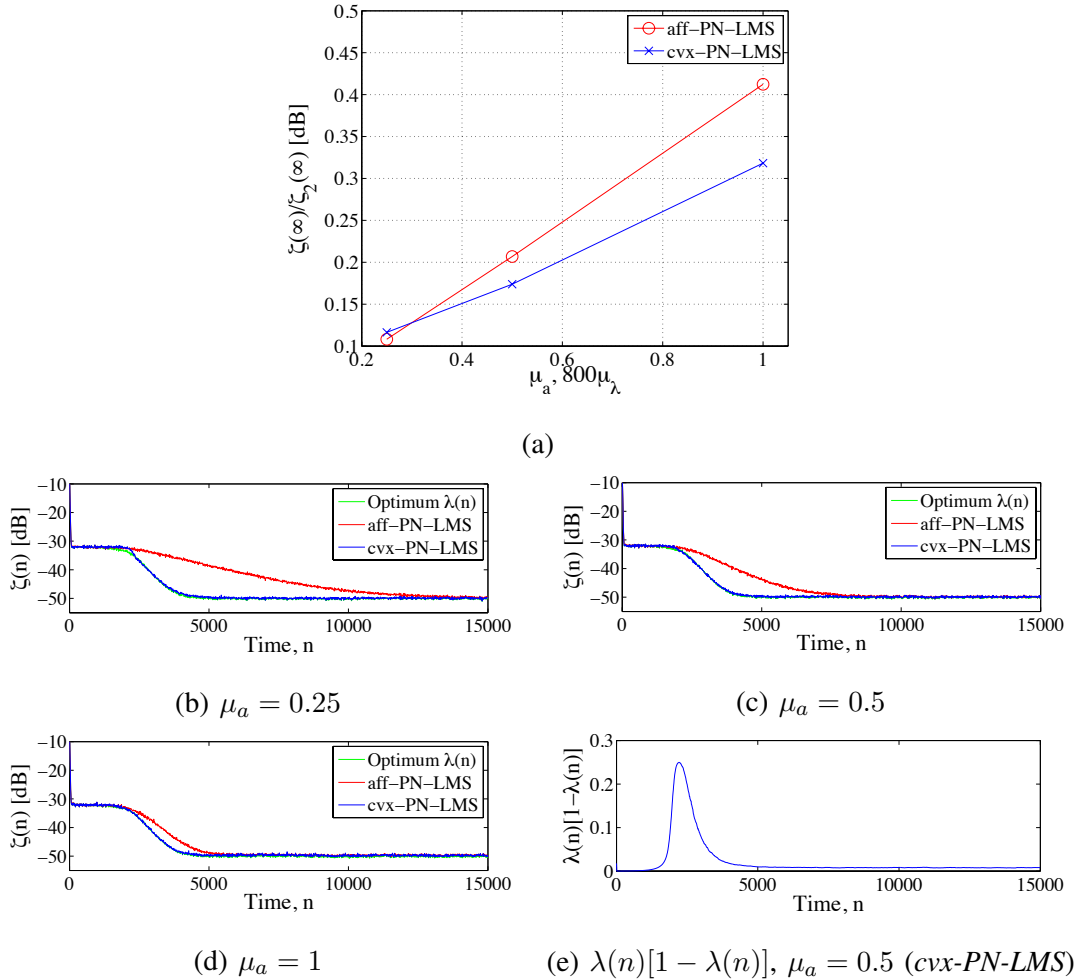 0.5
0.45
0.4
0.35
0.3
0.25
0.2
0.15
0.1
ζ(∞)/ζ₂(∞) [dB]
aff−PN−LMS
cvx−PN−LMS
0.2 0.4 0.6 0.8 1
μₐ, 800μ_λ
(a)
−10
−20
−30
−40
−50
ζ(n) [dB]
Optimum λ(n)
aff−PN−LMS
cvx−PN−LMS
0 5000 10000 15000
Time, n
(b) μₐ = 0.25
−10
−20
−30
−40
−50
ζ(n) [dB]
Optimum λ(n)
aff−PN−LMS
cvx−PN−LMS
0 5000 10000 15000
Time, n
(c) μₐ = 0.5
−10
−20
−30
−40
−50
ζ(n) [dB]
Optimum λ(n)
aff−PN−LMS
cvx−PN−LMS
0 5000 10000 15000
Time, n
(d) μₐ = 1
0.3
0.2
0.1
0
λ(n)[1−λ(n)]
0 5000 10000 15000
Time, n
(e) λ(n)[1 − λ(n)], μₐ = 0.5 (cvx-PN-LMS)